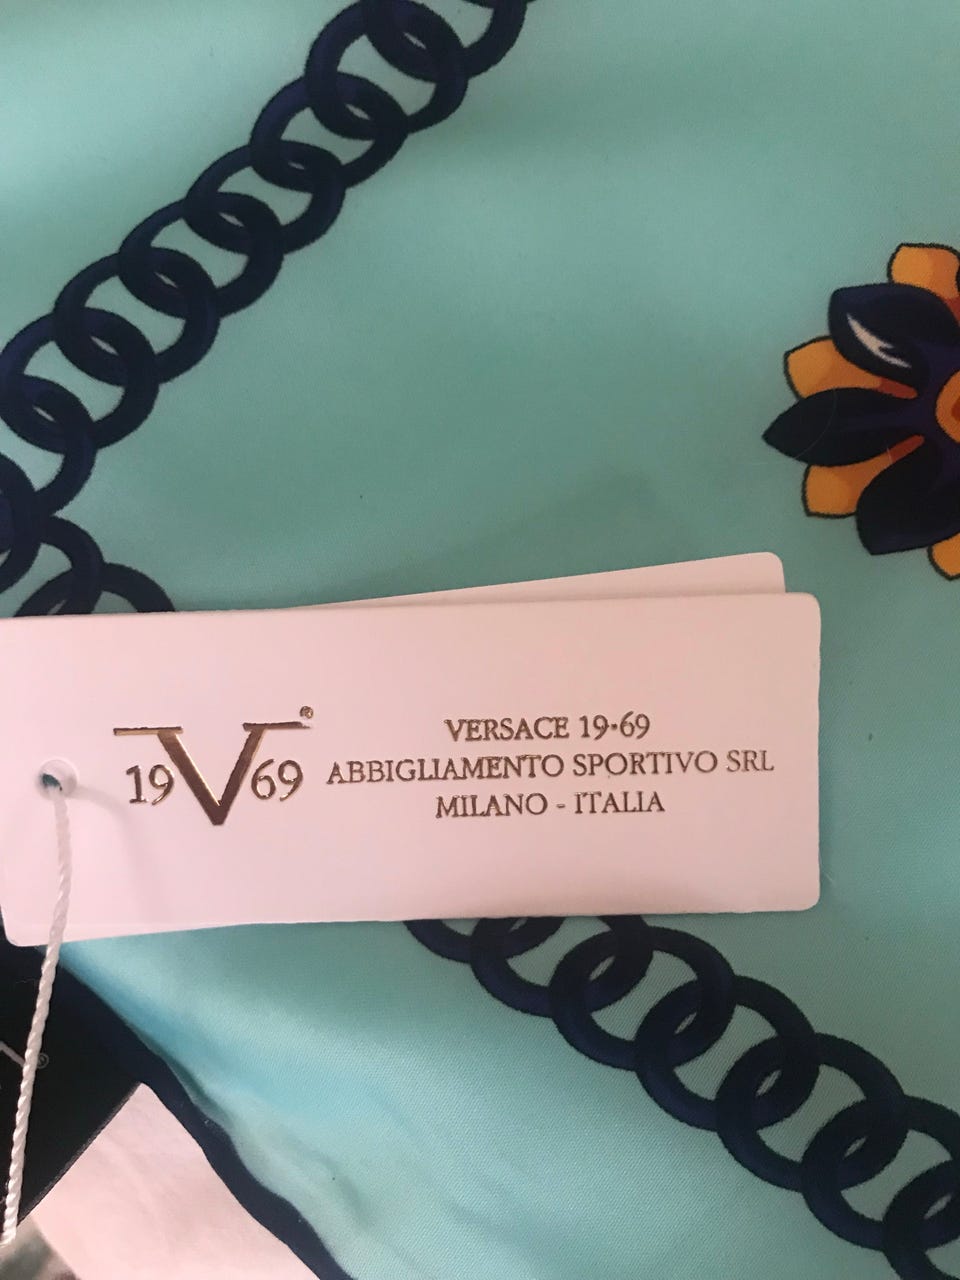 19V69®
VERSACE 19•69
ABBIGLIAMENTO SPORTIVO SRL
MILANO - ITALIA
®